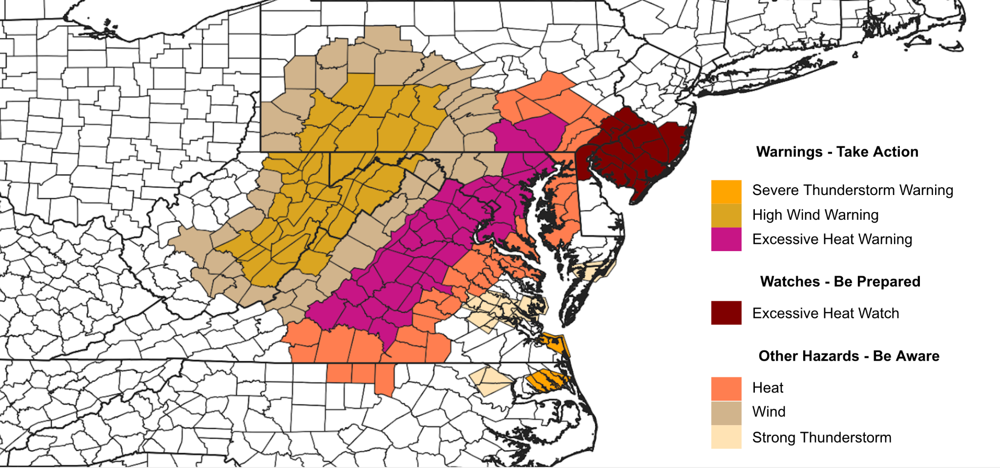 Warnings - Take Action
Severe Thunderstorm Warning
High Wind Warning
Excessive Heat Warning
Watches - Be Prepared
Excessive Heat Watch
Other Hazards - Be Aware
Heat
Wind
Strong Thunderstorm